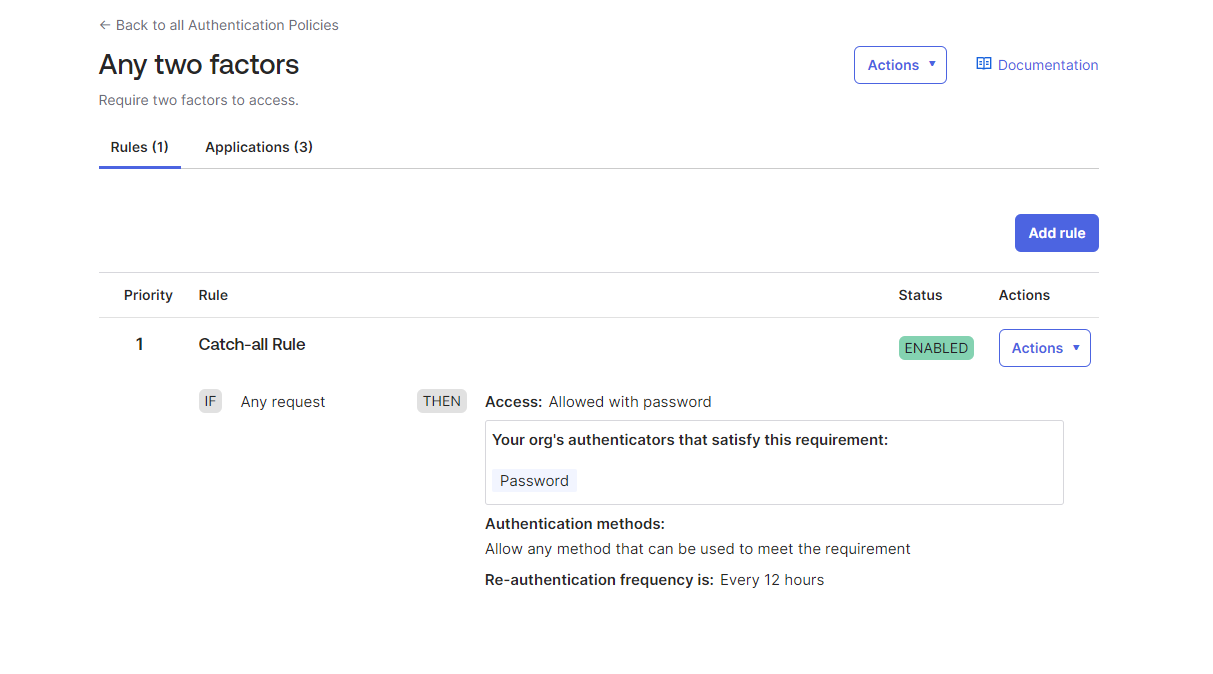 ← Back to all Authentication Policies
Any two factors
Actions ▼
Documentation
Require two factors to access.
Rules (1) Applications (3)
Add rule
Priority Rule Status Actions
1 Catch-all Rule ENABLED Actions ▼
IF Any request THEN Access: Allowed with password
Your org's authenticators that satisfy this requirement:
Password
Authentication methods:
Allow any method that can be used to meet the requirement
Re-authentication frequency is: Every 12 hours